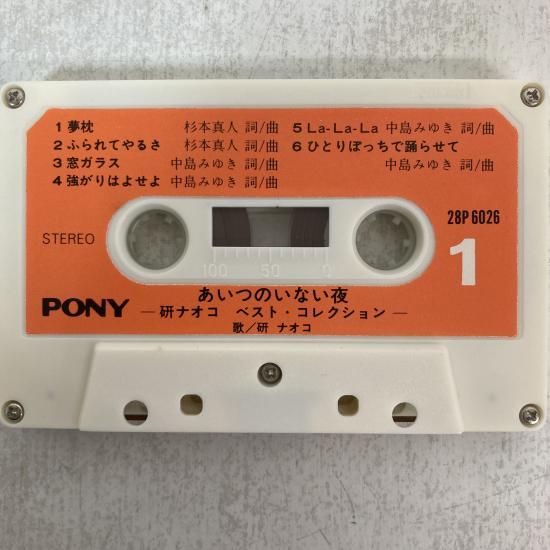 1 夢枕 杉本真人 詞/曲
2 ふられてやるさ 杉本真人 詞/曲
3 窓ガラス 中島みゆき 詞/曲
4 強がりはよせよ 中島みゆき 詞/曲
5 La-La-La 中島みゆき 詞/曲
6 ひとりぽっちで踊らせて
中島みゆき 詞/曲
28P6026
STEREO
1
100 50 0
あいつのいない夜
PONY
—研ナオコ ベスト・コレクション—
歌/研 ナオコ